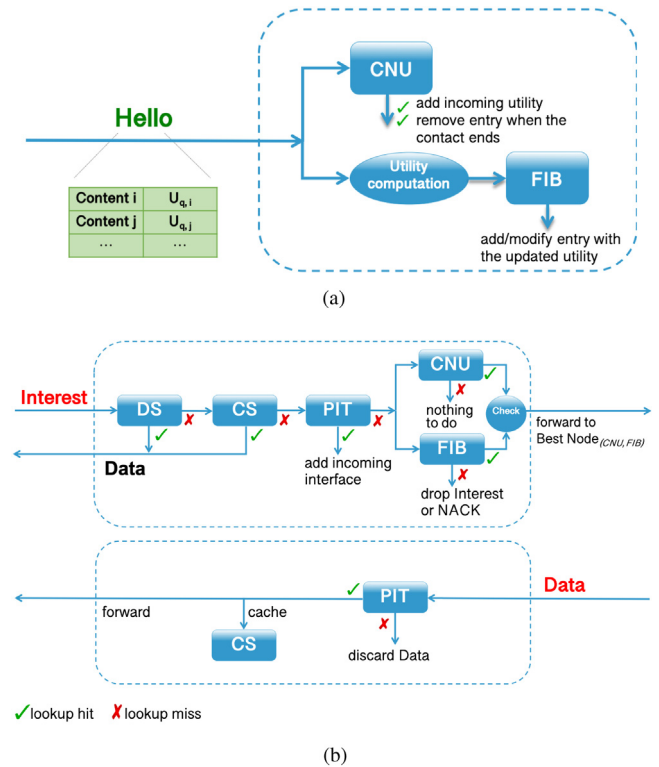 CNU
Hello
✓ add incoming utility
✓ remove entry when the
contact ends
Utility
computation
FIB
Content i U_{q,i}
Content j U_{q,j}
... ...
add/modify entry with
the updated utility
(a)
Interest
DS
✗
✓
CS
✗
✓
PIT
✗
✓
CNU
✓
✗
nothing
to do
Check
forward to
Best Node_{(CNU, FIB)}
Data
add incoming
interface
FIB
✓
✗
drop Interest
or NACK
Data
✓
PIT
✗
forward
cache
CS
discard Data
✓ lookup hit ✗ lookup miss
(b)